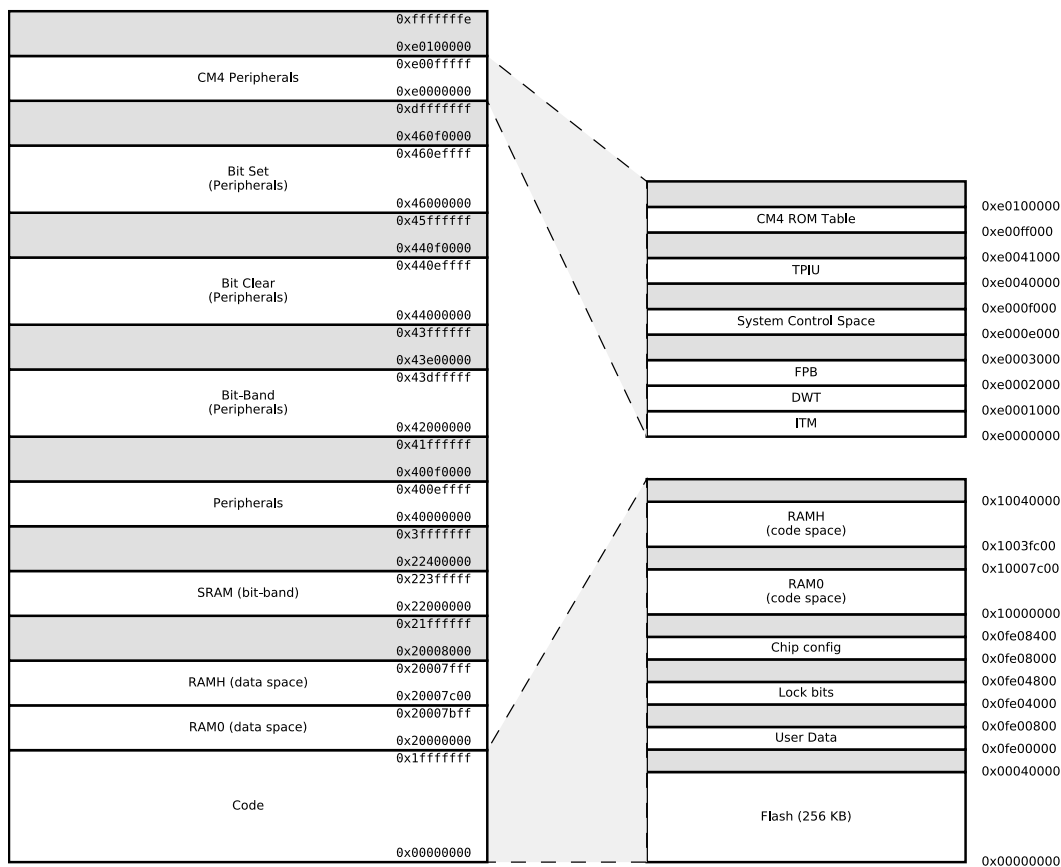 0xfffffffe
0xe0100000
0xe00fffff
CM4 Peripherals
0xe0000000
0xdfffffff
0x460f0000
0x460effff
Bit Set
(Peripherals)
0x46000000
0x45ffffff
0x440f0000
0x440effff
Bit Clear
(Peripherals)
0x44000000
0x43ffffff
0x43e00000
0x43dfffff
Bit-Band
(Peripherals)
0x42000000
0x41ffffff
0x400f0000
0x400effff
Peripherals
0x40000000
0x3fffffff
0x22400000
0x223fffff
SRAM (bit-band)
0x22000000
0x21ffffff
0x20008000
0x20007fff
RAMH (data space)
0x20007c00
0x20007bff
RAM0 (data space)
0x20000000
0x1fffffff
Code
0x00000000
0xe0100000
CM4 ROM Table
0xe00ff000
0xe0041000
TPIU
0xe0040000
0xe000f000
System Control Space
0xe000e000
0xe0003000
FPB
0xe0002000
DWT
0xe0001000
ITM
0xe0000000
0x10040000
RAMH
(code space)
0x1003fc00
0x10007c00
RAM0
(code space)
0x10000000
0x0fe08400
Chip config
0x0fe08000
0x0fe04800
Lock bits
0x0fe04000
0x0fe00800
User Data
0x0fe00000
0x00040000
Flash (256 KB)
0x00000000